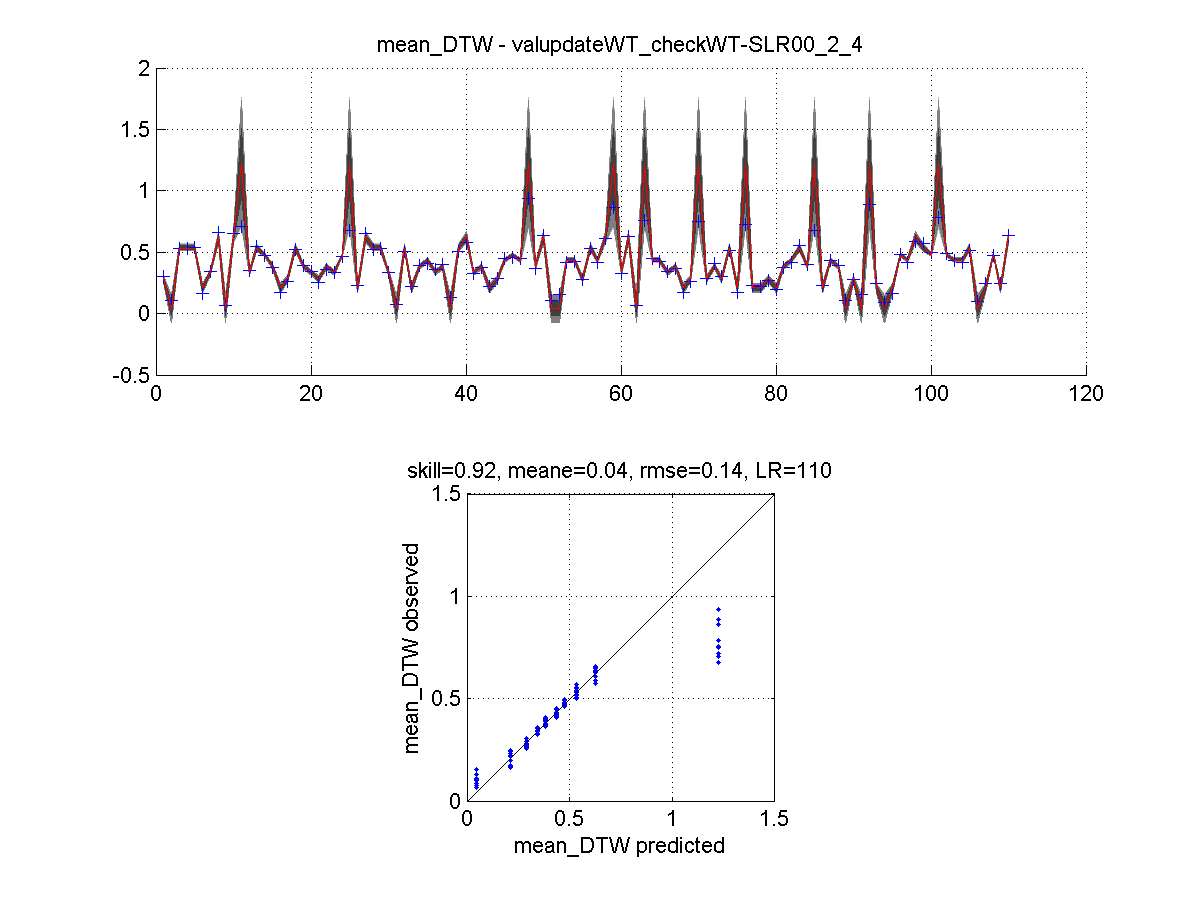 mean_DTW - valupdateWT_checkWT-SLR00_2_4
2
1.5
1
0.5
0
-0.5
0 20 40 60 80 100 120
skill=0.92, meane=0.04, rmse=0.14, LR=110
mean_DTW observed
1.5
1
0.5
0
0 0.5 1 1.5
mean_DTW predicted